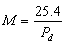 M = 25.4 / P_d